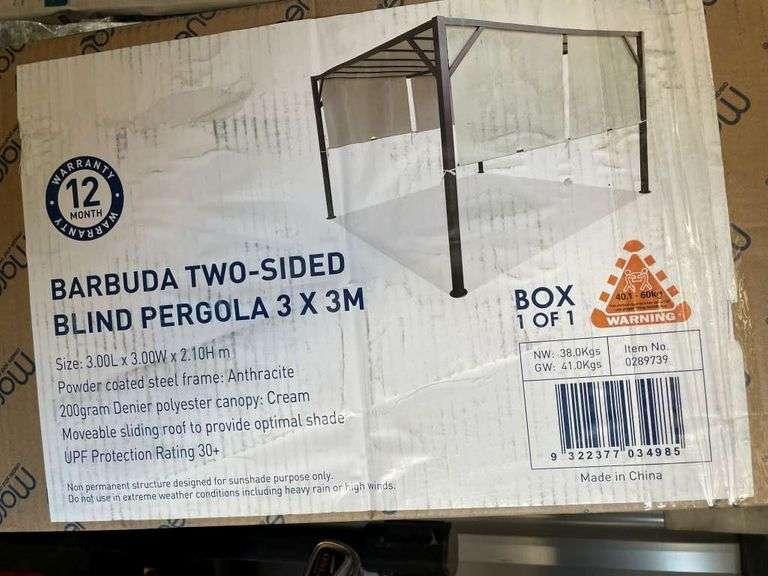 WARRANTY
12
MONTH
WARRANTY
BARBUDA TWO-SIDED
BLIND PERGOLA 3 X 3M
Size: 3.00L x 3.00W x 2.10H m
Powder coated steel frame: Anthracite
200gram Denier polyester canopy: Cream
Moveable sliding roof to provide optimal shade
UPF Protection Rating 30+
Non permanent structure designed for sunshade purpose only.
Do not use in extreme weather conditions including heavy rain or high winds.
BOX
1 OF 1
40.1 - 60kg
WARNING
NW: 38.0Kgs
GW: 41.0Kgs
Item No.
0289739
9 322377 034985
Made in China